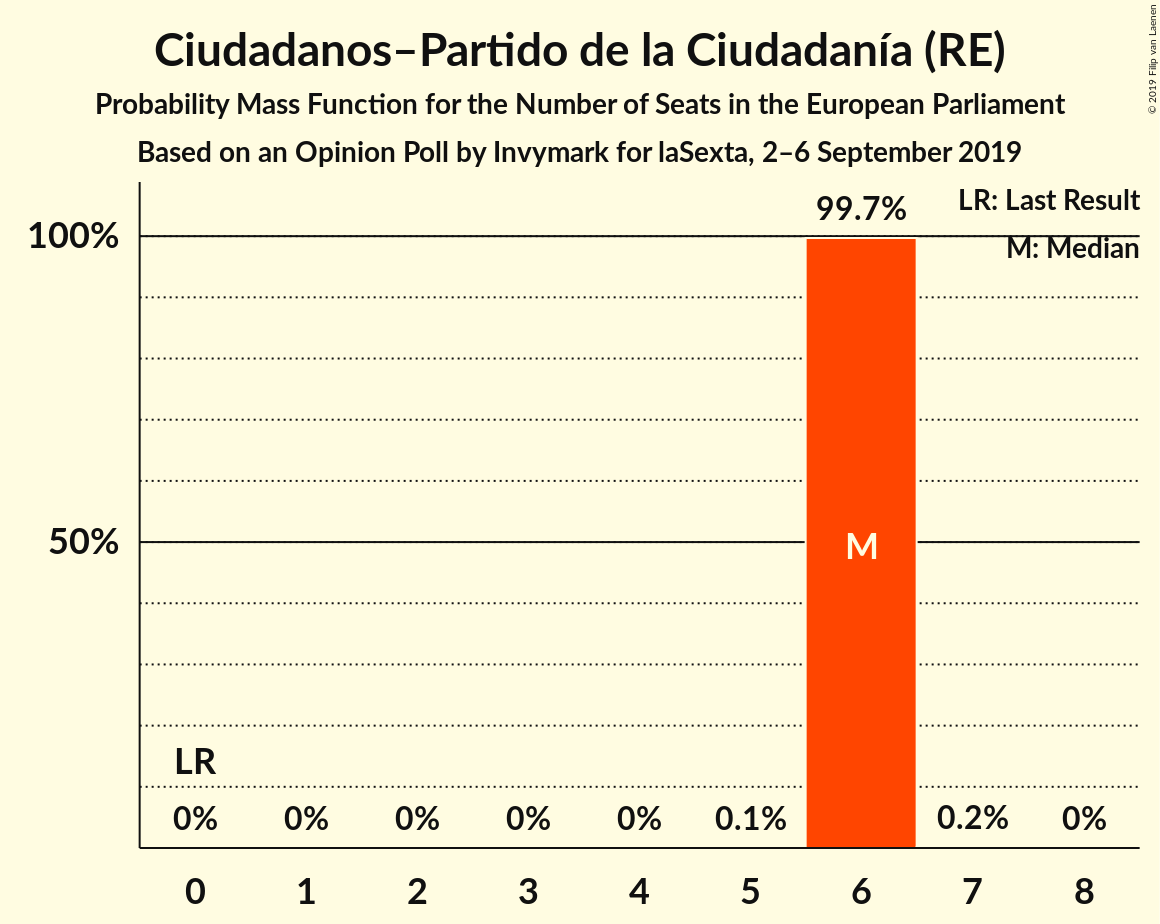 Ciudadanos–Partido de la Ciudadanía (RE)
Probability Mass Function for the Number of Seats in the European Parliament
Based on an Opinion Poll by Invymark for laSexta, 2–6 September 2019
© 2019 Filip van Laenen
LR: Last Result
M: Median
99.7%
100%
50%
M
LR
0% 0% 0% 0% 0% 0.1% 0.2% 0%
0 1 2 3 4 5 6 7 8